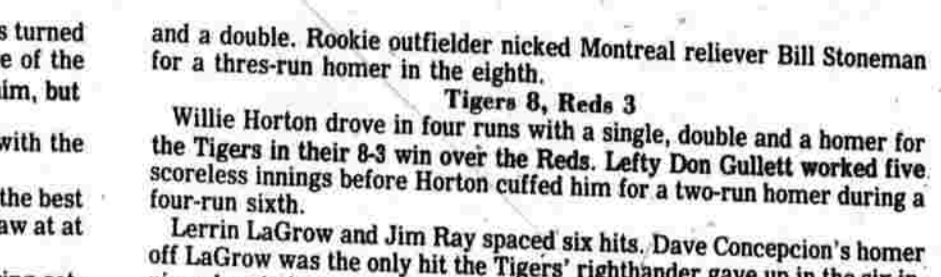 s turned
e of the
im, but
with the
the best
aw at at
and a double. Rookie outfielder nicked Montreal reliever Bill Stoneman
for a thres-run homer in the eighth.
Tigers 8, Reds 3
Willie Horton drove in four runs with a single, double and a homer for
the Tigers in their 8-3 win over the Reds. Lefty Don Gullett worked five
scoreless innings before Horton cuffed him for a two-run homer during a
four-run sixth.
Lerrin LaGrow and Jim Ray spaced six hits. Dave Concepcion's homer
off LaGrow was the only hit the Tigers' righthander gave up in the